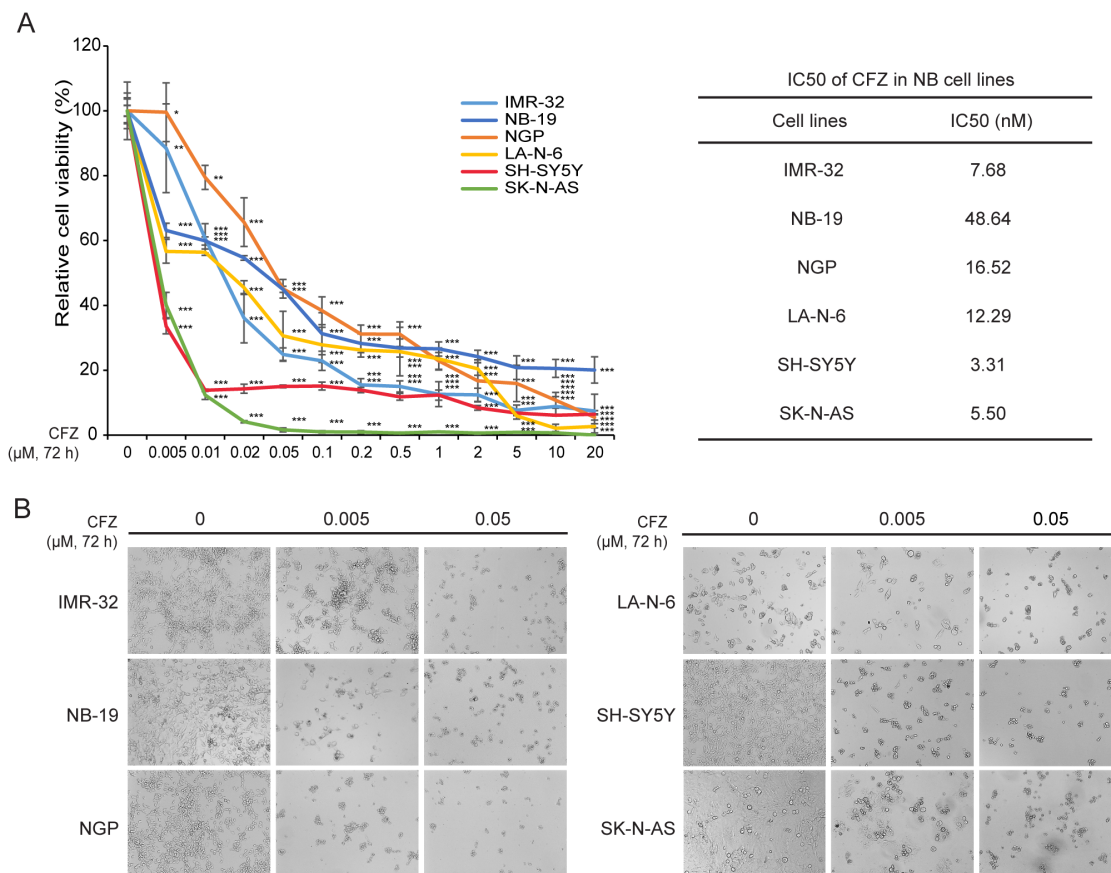 A
Relative cell viability (%)
120
100
80
60
40
20
0
IMR-32
NB-19
NGP
LA-N-6
SH-SY5Y
SK-N-AS
CFZ
(µM, 72 h)
0 0.005 0.01 0.02 0.05 0.1 0.2 0.5 1 2 5 10 20
IC50 of CFZ in NB cell lines
Cell lines IC50 (nM)
IMR-32 7.68
NB-19 48.64
NGP 16.52
LA-N-6 12.29
SH-SY5Y 3.31
SK-N-AS 5.50
B
CFZ 0 0.005 0.05
(µM, 72 h)
IMR-32
NB-19
NGP
CFZ 0 0.005 0.05
(µM, 72 h)
LA-N-6
SH-SY5Y
SK-N-AS